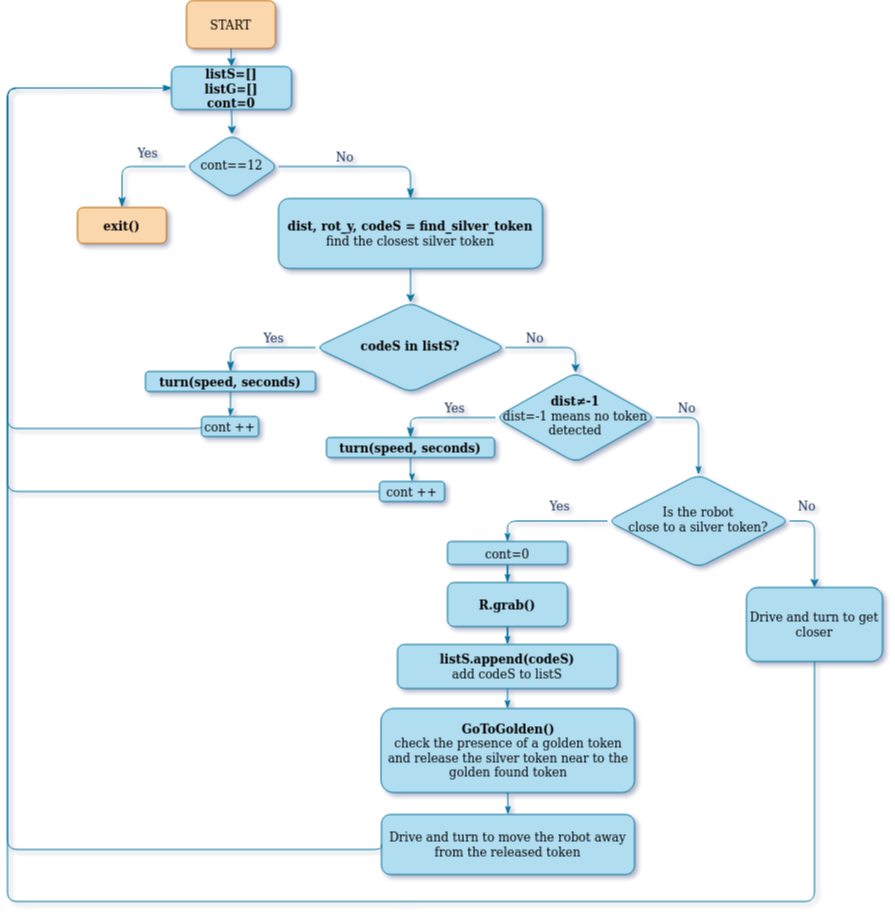 START
listS=[]
listG=[]
cont=0
Yes
cont==12
No
exit()
dist, rot_y, codeS = find_silver_token
find the closest silver token
Yes
codeS in listS?
No
turn(speed, seconds)
cont ++
Yes
dist≠-1
dist=-1 means no token
detected
No
turn(speed, seconds)
cont ++
Yes
Is the robot
close to a silver token?
No
cont=0
R.grab()
Drive and turn to get
closer
listS.append(codeS)
add codeS to listS
GoToGolden()
check the presence of a golden token
and release the silver token near to the
golden found token
Drive and turn to move the robot away
from the released token